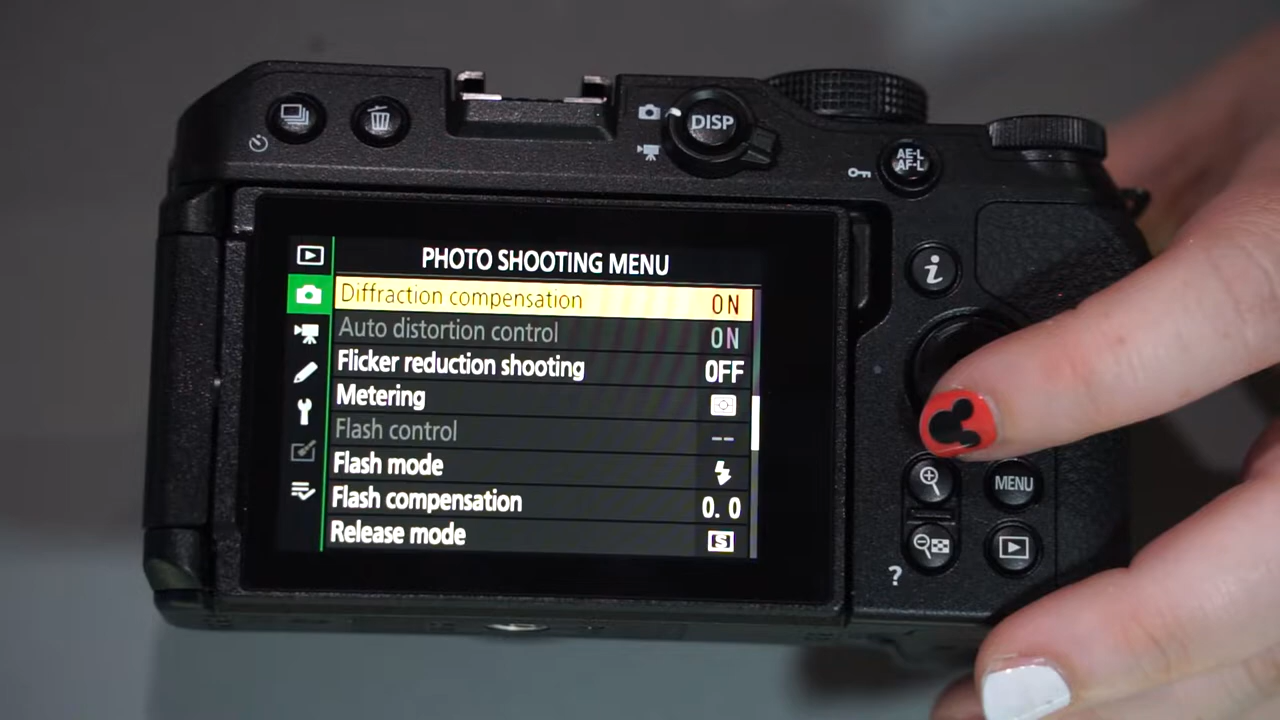 DISP
AE-L
AF-L
i
PHOTO SHOOTING MENU
Diffraction compensation ON
Auto distortion control ON
Flicker reduction shooting OFF
Metering
Flash control --
Flash mode
Flash compensation 0.0
Release mode S
MENU
?